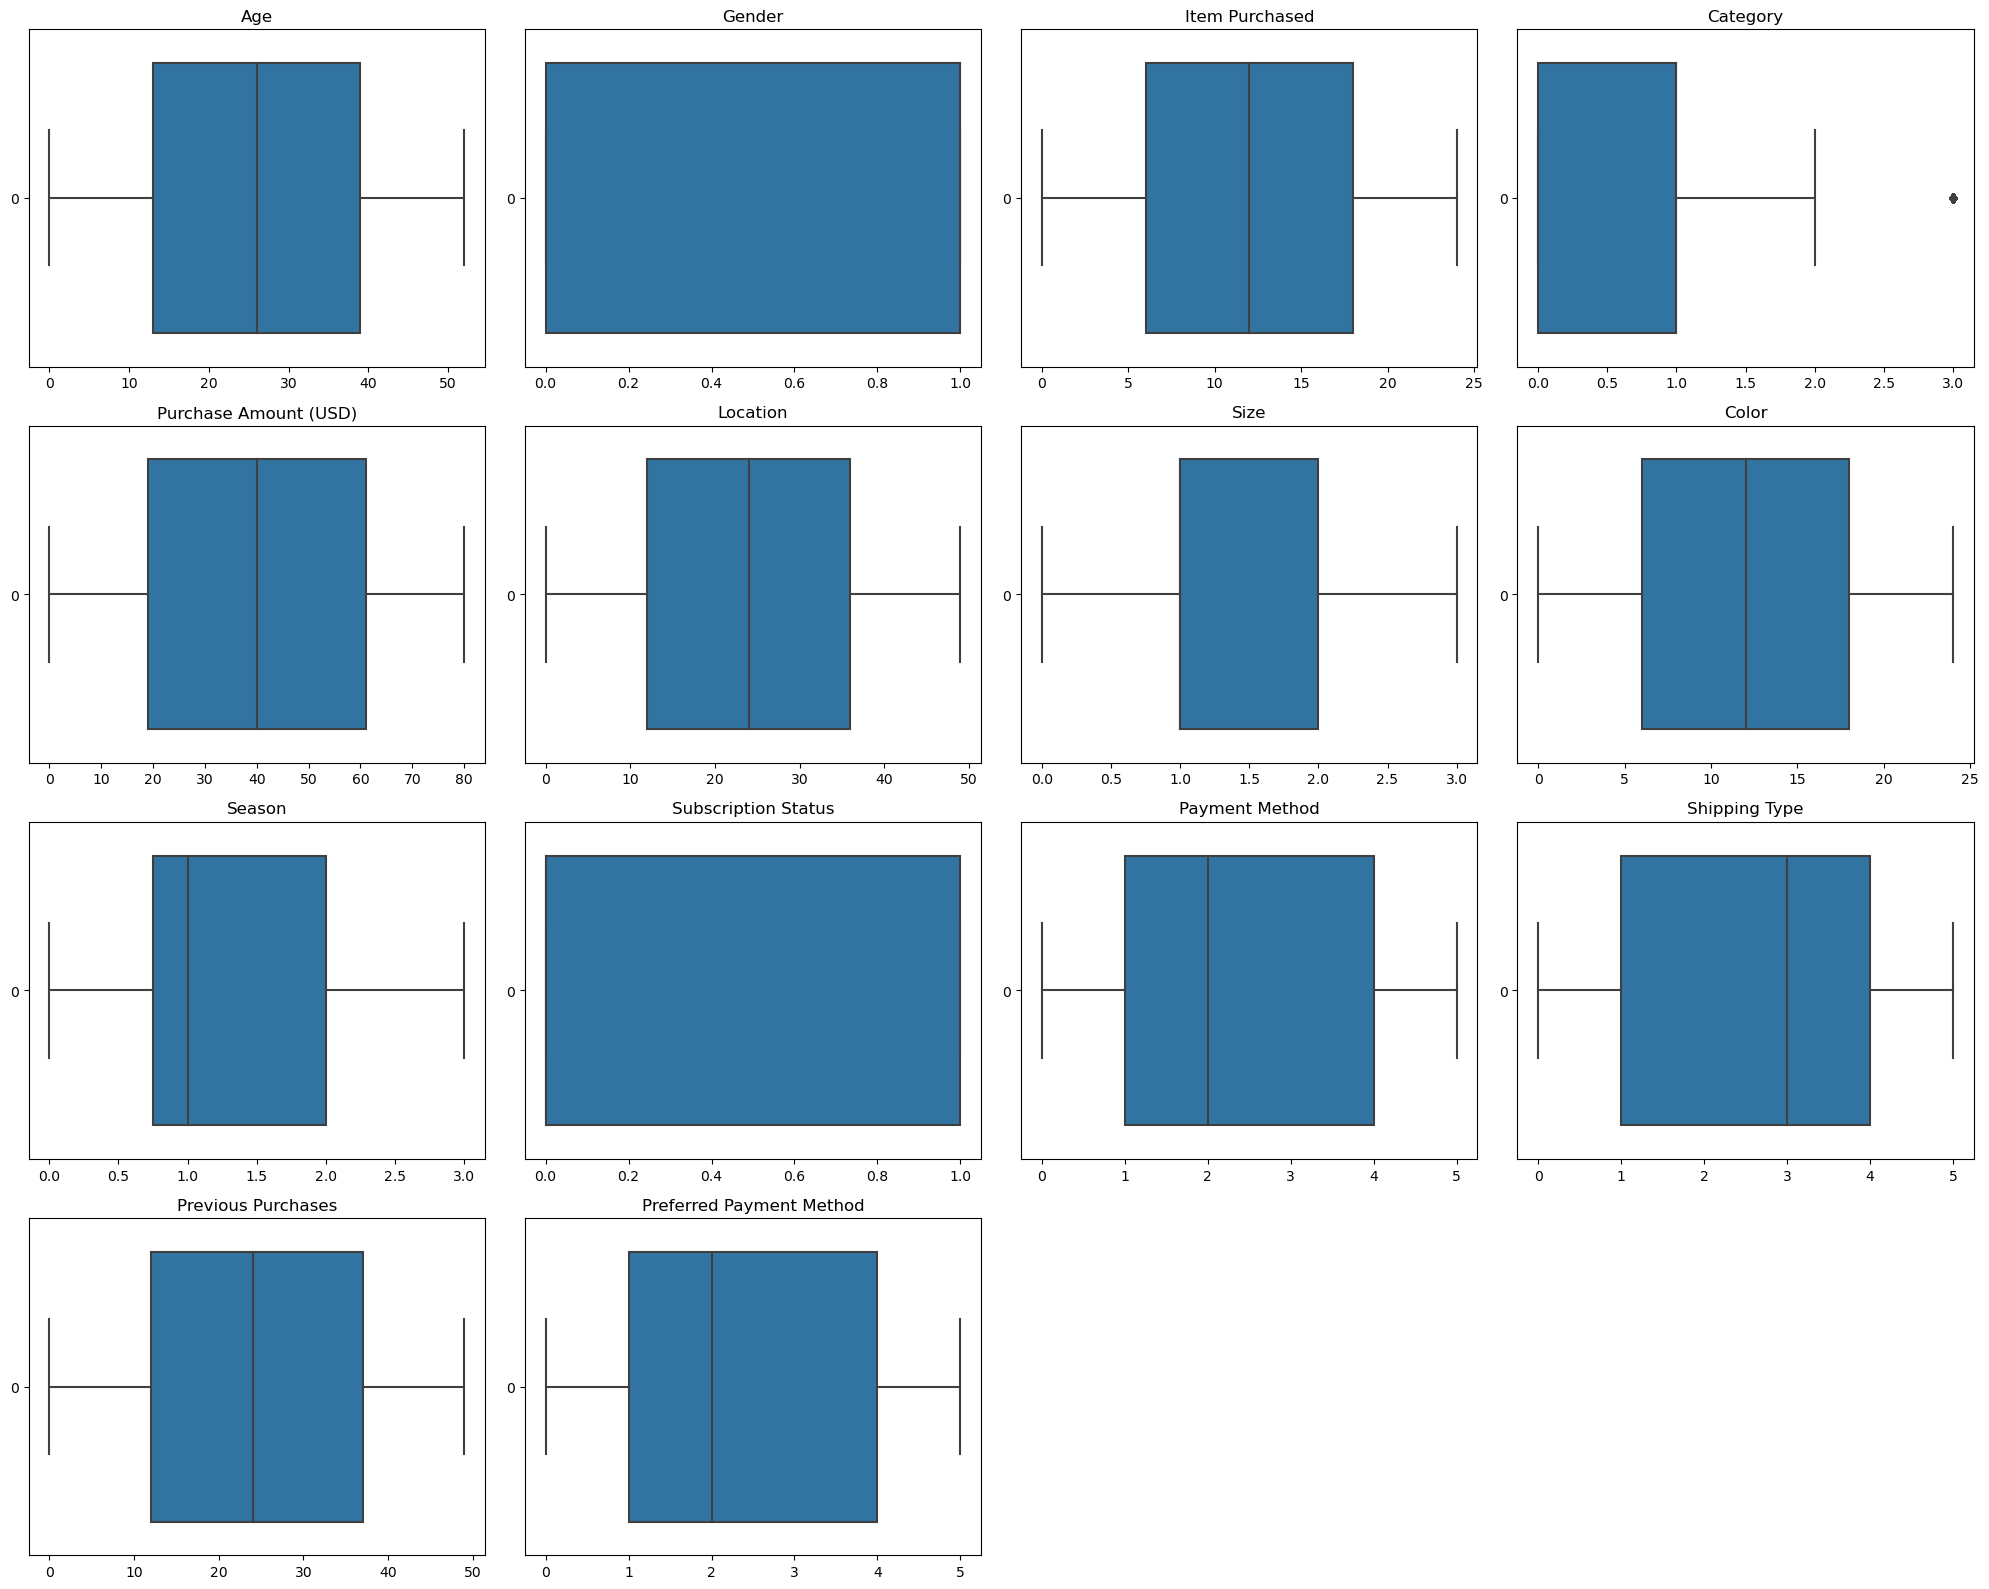 Age
0
0 10 20 30 40 50
Gender
0
0.0 0.2 0.4 0.6 0.8 1.0
Item Purchased
0
0 5 10 15 20 25
Category
0
0.0 0.5 1.0 1.5 2.0 2.5 3.0
Purchase Amount (USD)
0
0 10 20 30 40 50 60 70 80
Location
0
0 10 20 30 40 50
Size
0
0.0 0.5 1.0 1.5 2.0 2.5 3.0
Color
0
0 5 10 15 20 25
Season
0
0.0 0.5 1.0 1.5 2.0 2.5 3.0
Subscription Status
0
0.0 0.2 0.4 0.6 0.8 1.0
Payment Method
0
0 1 2 3 4 5
Shipping Type
0
0 1 2 3 4 5
Previous Purchases
0
0 10 20 30 40 50
Preferred Payment Method
0
0 1 2 3 4 5